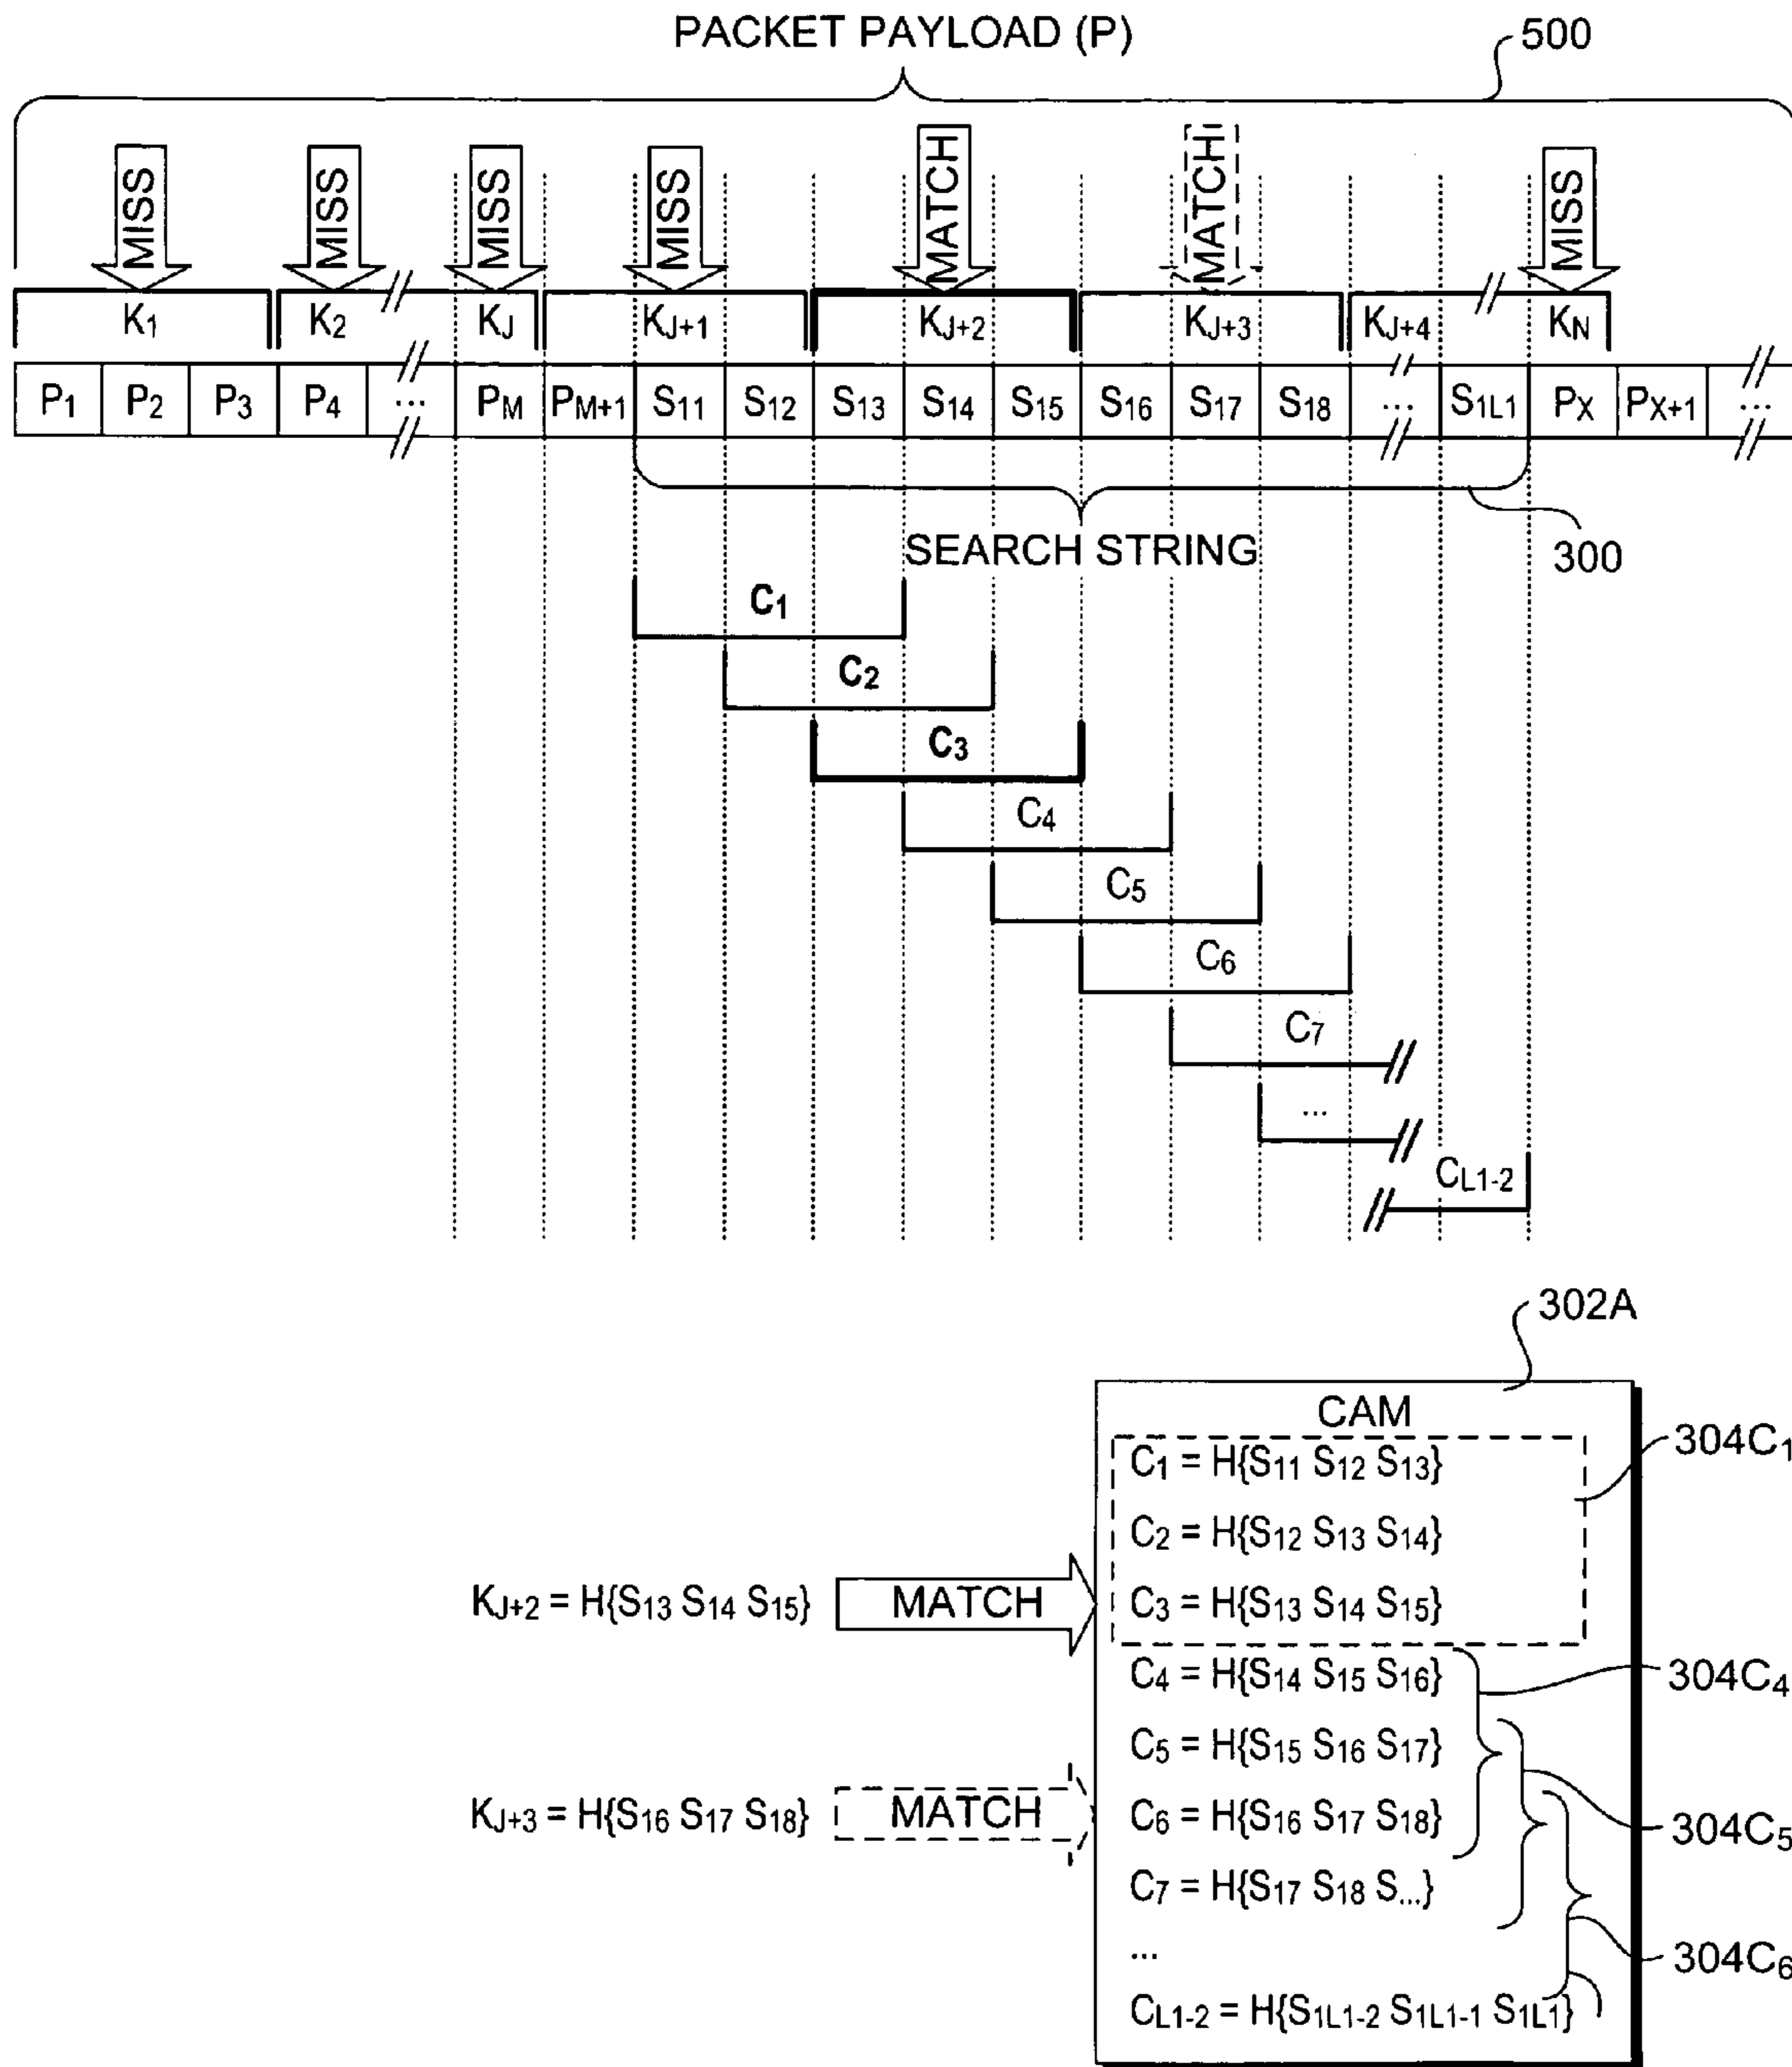 PACKET PAYLOAD (P)
500
MISS MISS MISS MISS MATCH MATCH MISS
K1 K2 KJ KJ+1 KJ+2 KJ+3 KJ+4 KN
P1 P2 P3 P4 ... PM PM+1 S11 S12 S13 S14 S15 S16 S17 S18 ... S1L1 PX PX+1 ...
SEARCH STRING
300
C1
C2
C3
C4
C5
C6
C7
...
CL1-2
302A
CAM
C1 = H{S11 S12 S13}
304C1
C2 = H{S12 S13 S14}
KJ+2 = H{S13 S14 S15} MATCH C3 = H{S13 S14 S15}
C4 = H{S14 S15 S16}
304C4
C5 = H{S15 S16 S17}
KJ+3 = H{S16 S17 S18} MATCH C6 = H{S16 S17 S18}
304C5
C7 = H{S17 S18 S...}
...
304C6
CL1-2 = H{S1L1-2 S1L1-1 S1L1}